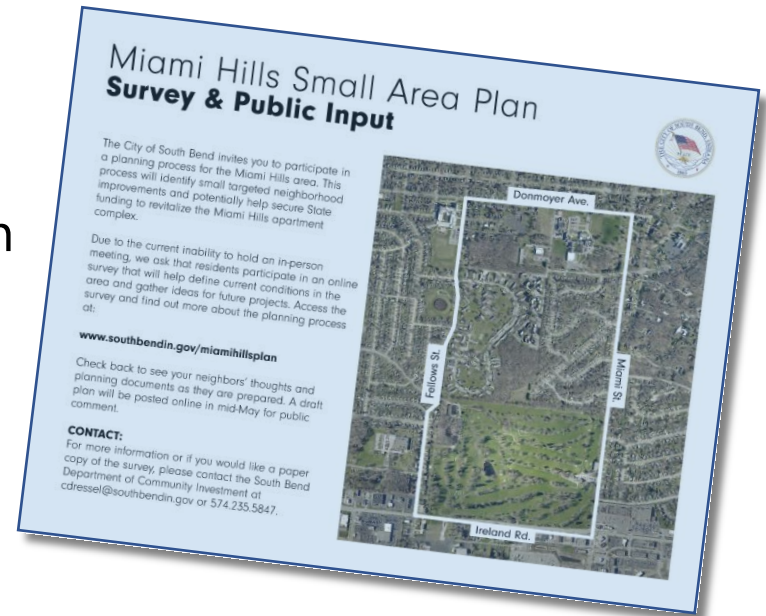 n
Miami Hills Small Area Plan
Survey & Public Input
The City of South Bend invites you to participate in
a planning process for the Miami Hills area. This
process will identify small targeted neighborhood
improvements and potentially help secure State
funding to revitalize the Miami Hills apartment
complex.
Due to the current inability to hold an in-person
meeting, we ask that residents participate in an online
survey that will help define current conditions in the
area and gather ideas for future projects. Access the
survey and find out more about the planning process
at:
www.southbendin.gov/miamihillsplan
Check back to see your neighbors' thoughts and
planning documents as they are prepared. A draft
plan will be posted online in mid-May for public
comment.
CONTACT:
For more information or if you would like a paper
copy of the survey, please contact the South Bend
Department of Community Investment at
cdressel@southbendin.gov or 574.235.5847.
Donmoyer Ave.
Fellows St.
Miami St.
Ireland Rd.